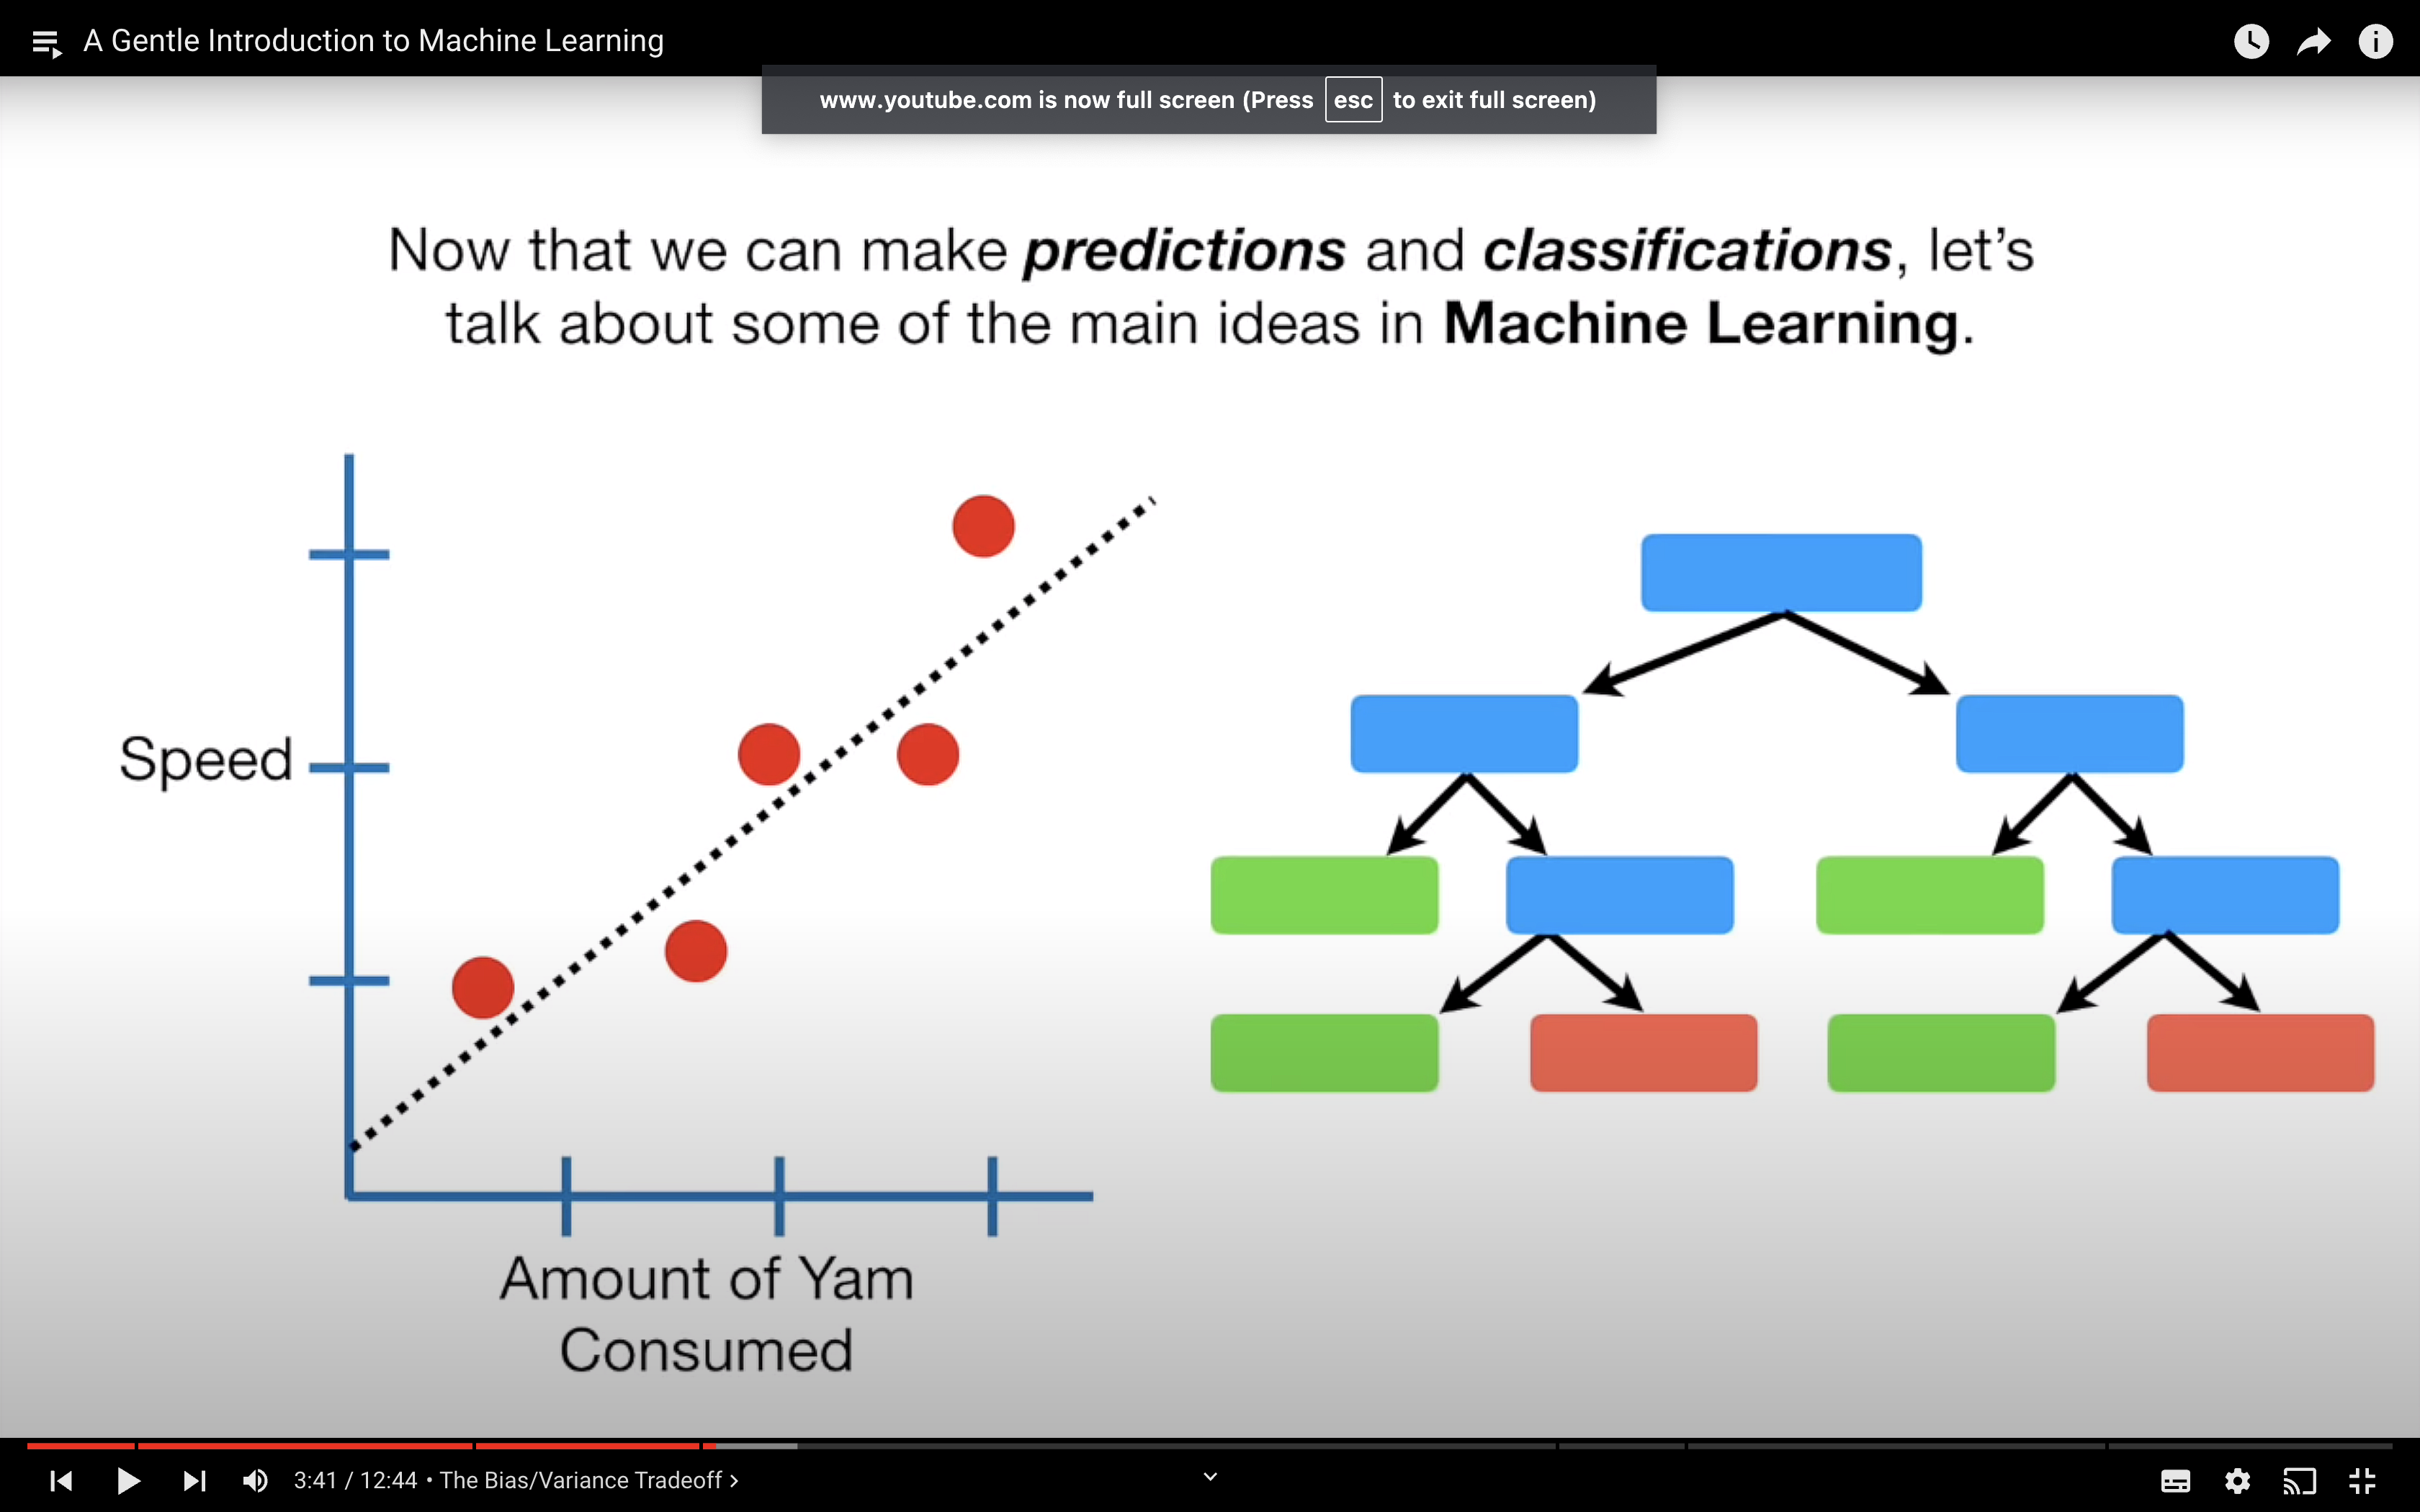 A Gentle Introduction to Machine Learning
www.youtube.com is now full screen (Press esc to exit full screen)
Now that we can make predictions and classifications, let's
talk about some of the main ideas in Machine Learning.
Speed
Amount of Yam
Consumed
3:41 / 12:44 • The Bias/Variance Tradeoff ›